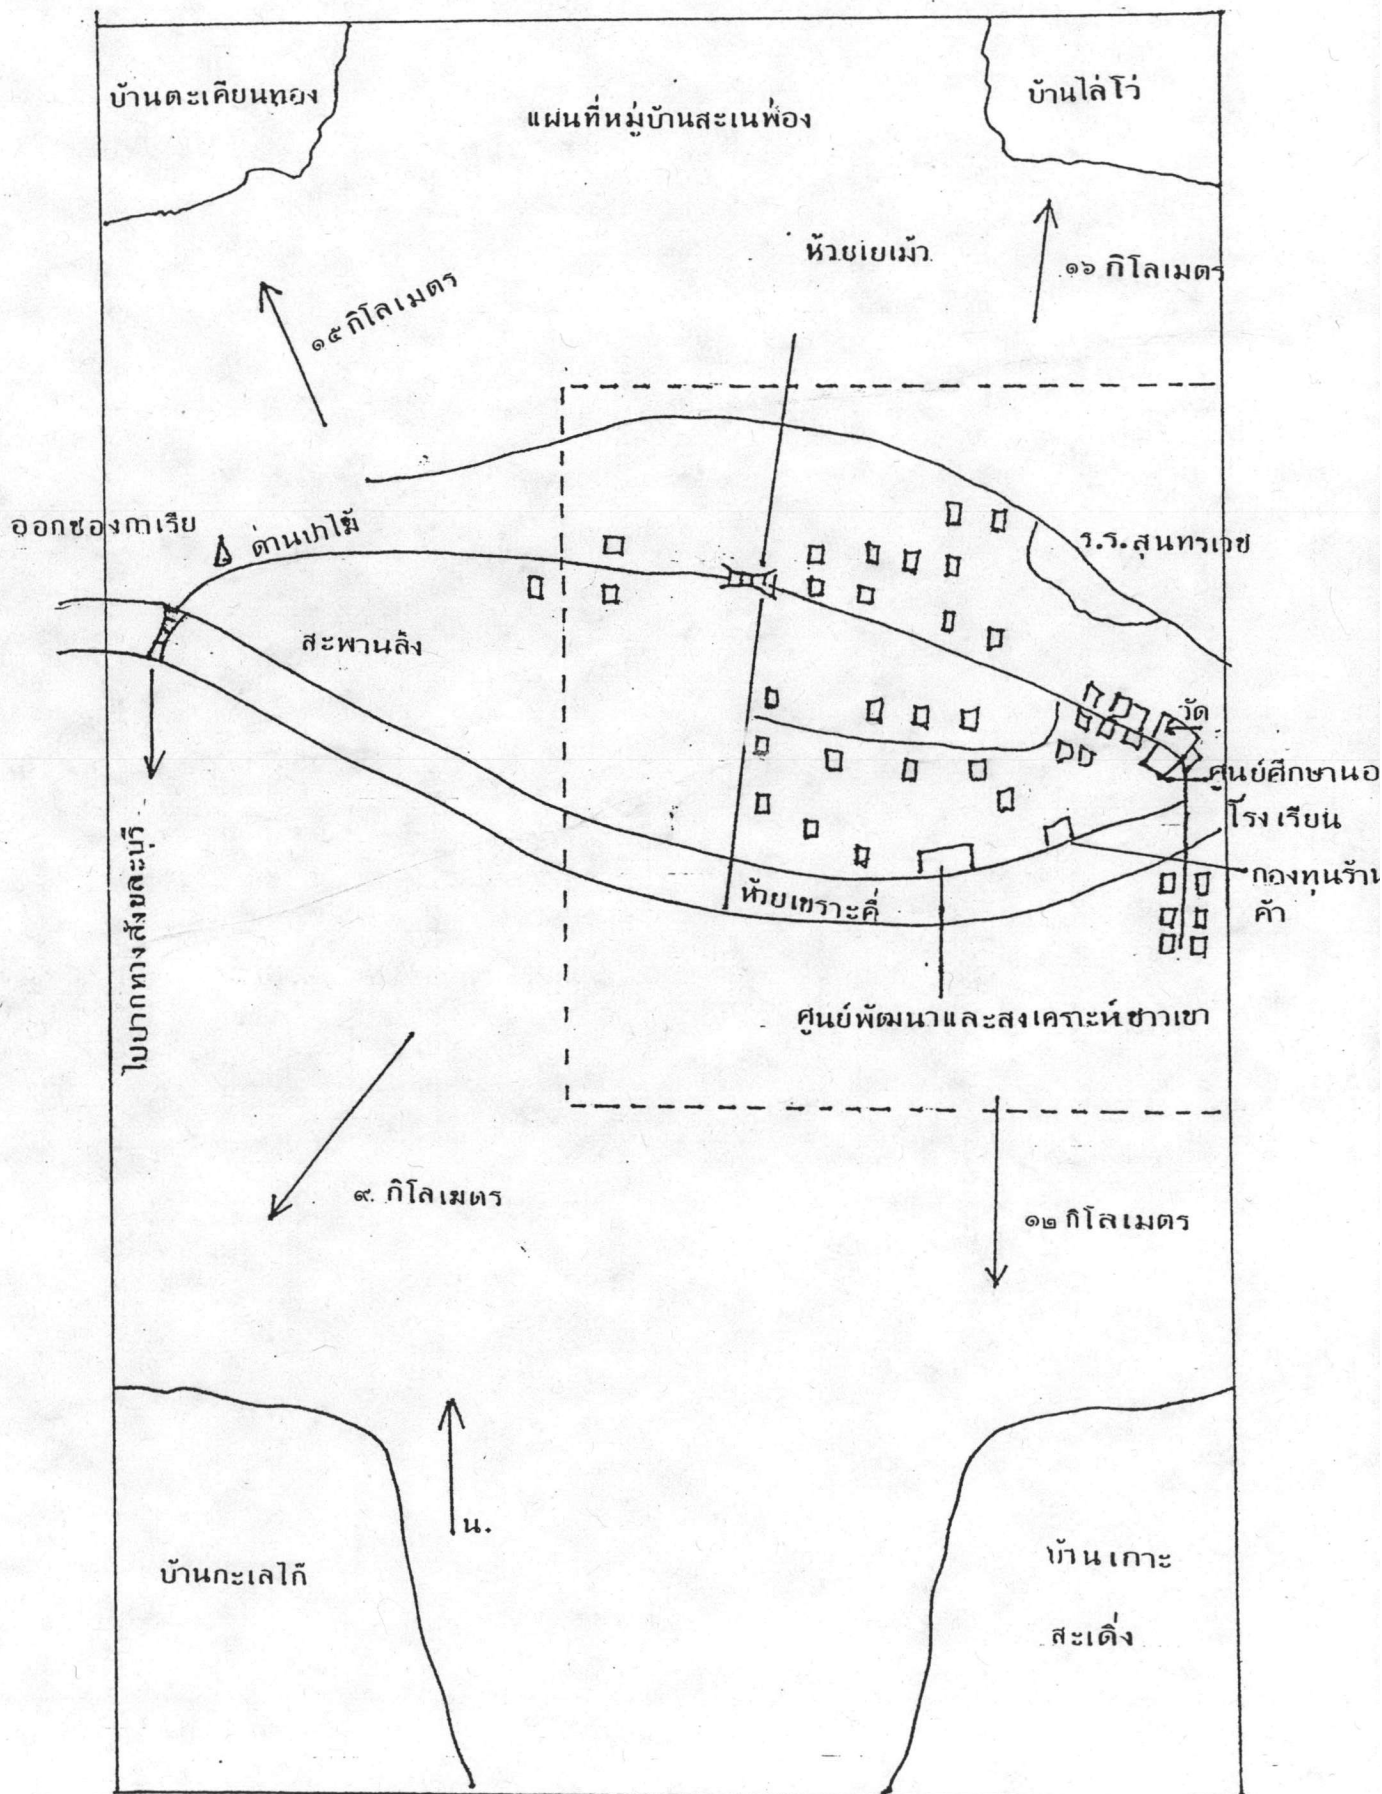 บ้านตะเคียนทอง
แผ่นที่หมู่บ้านสะเนพ่อง
บ้านไล่โว่
ห้วยเยเม้ว
๑๖ กิโลเมตร
๑๕ กิโลเมตร
ออกช่องกาเรีย
ด่านป่าไม้
ร.ร.สุนทรเวช
สะพานลิง
วัด
ศูนย์ศึกษานอ
โรงเรียน
กองทุนร้าน
ค้า
ห้วยเขราะคี่
ไปปากทางสังขละบุรี
ศูนย์พัฒนาและสงเคราะห์ชาวเขา
๙. กิโลเมตร
๑๒ กิโลเมตร
น.
บ้านกะเลไก๊
บ้านเกาะ
สะเดิ่ง